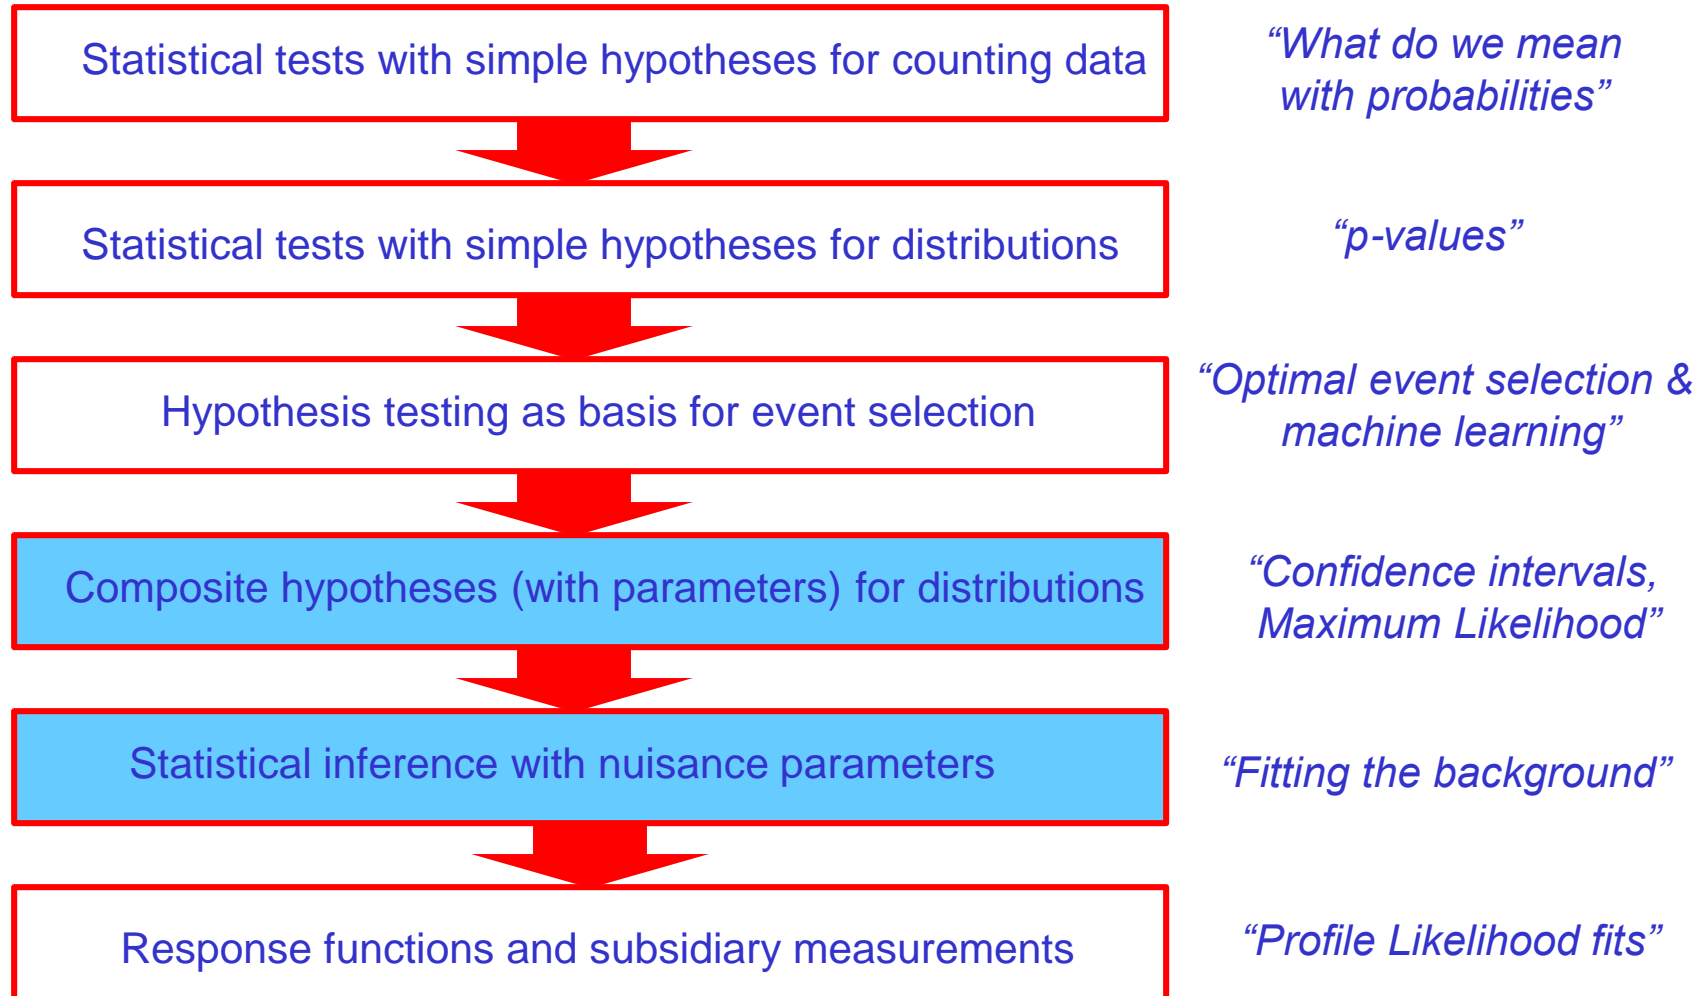 Statistical tests with simple hypotheses for counting data
“What do we mean
with probabilities”
Statistical tests with simple hypotheses for distributions
“p-values”
Hypothesis testing as basis for event selection
“Optimal event selection &
machine learning”
Composite hypotheses (with parameters) for distributions
“Confidence intervals,
Maximum Likelihood”
Statistical inference with nuisance parameters
“Fitting the background”
Response functions and subsidiary measurements
“Profile Likelihood fits”